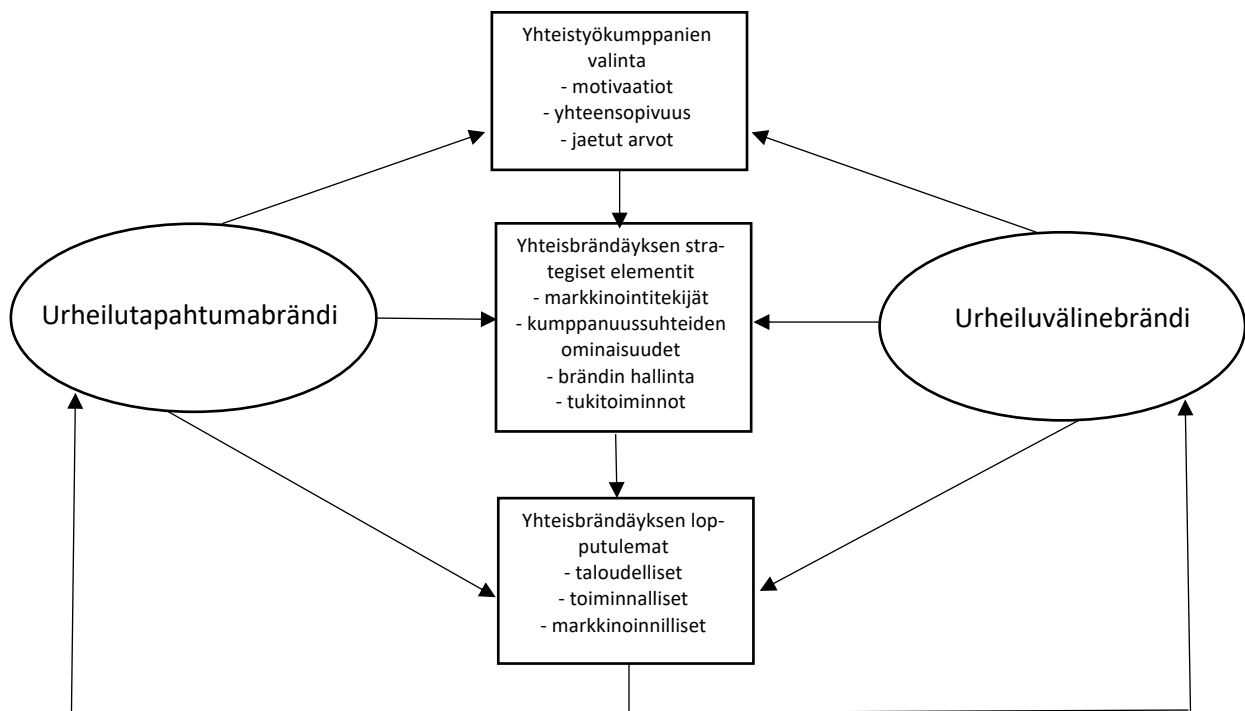 Yhteistyökumppanien
valinta
- motivaatiot
- yhteensopivuus
- jaetut arvot
Urheilutapahtumabrändi
Yhteisbrändäyksen stra-
tegiset elementit
- markkinointitekijät
- kumppanuussuhteiden
ominaisuudet
- brändin hallinta
- tukitoiminnot
Urheiluvälinebrändi
Yhteisbrändäyksen lop-
putulemat
- taloudelliset
- toiminnalliset
- markkinoinnilliset